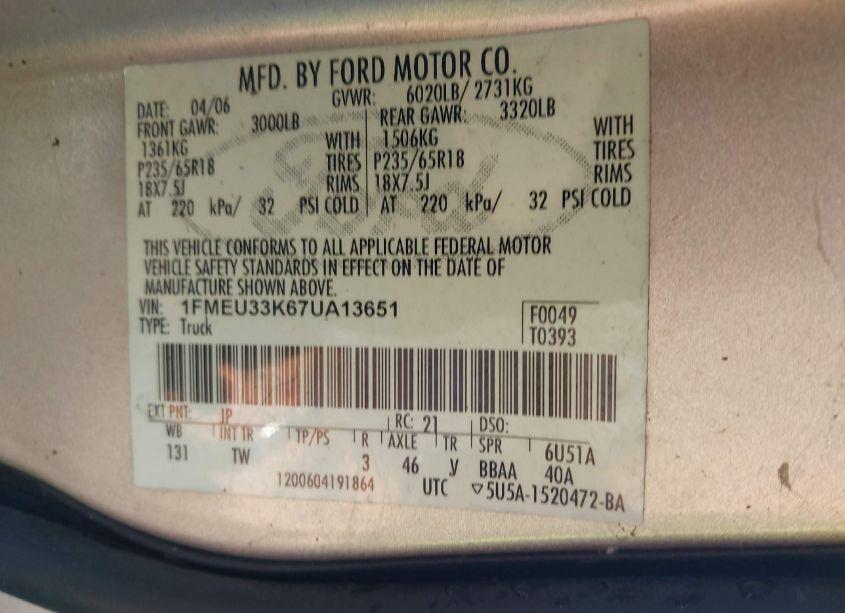 MFD. BY FORD MOTOR CO.
DATE: 04/06 GVWR: 6020LB/ 2731KG
FRONT GAWR: 3000LB REAR GAWR: 3320LB
1361KG WITH 1506KG WITH
P235/65R18 TIRES P235/65R18 TIRES
18X7.5J RIMS 18X7.5J RIMS
AT 220 kPa/ 32 PSI COLD AT 220 kPa/ 32 PSI COLD
THIS VEHICLE CONFORMS TO ALL APPLICABLE FEDERAL MOTOR
VEHICLE SAFETY STANDARDS IN EFFECT ON THE DATE OF
MANUFACTURE SHOWN ABOVE.
VIN: 1FMEU33K67UA13651 F0049
TYPE: Truck T0393
EXT PNT: JP RC: 21 DSO:
WB INT TR TP/PS R AXLE TR SPR 6U51A
131 TW 3 46 y BBAA 40A
1200604191864 UTC ▽5U5A-1520472-BA